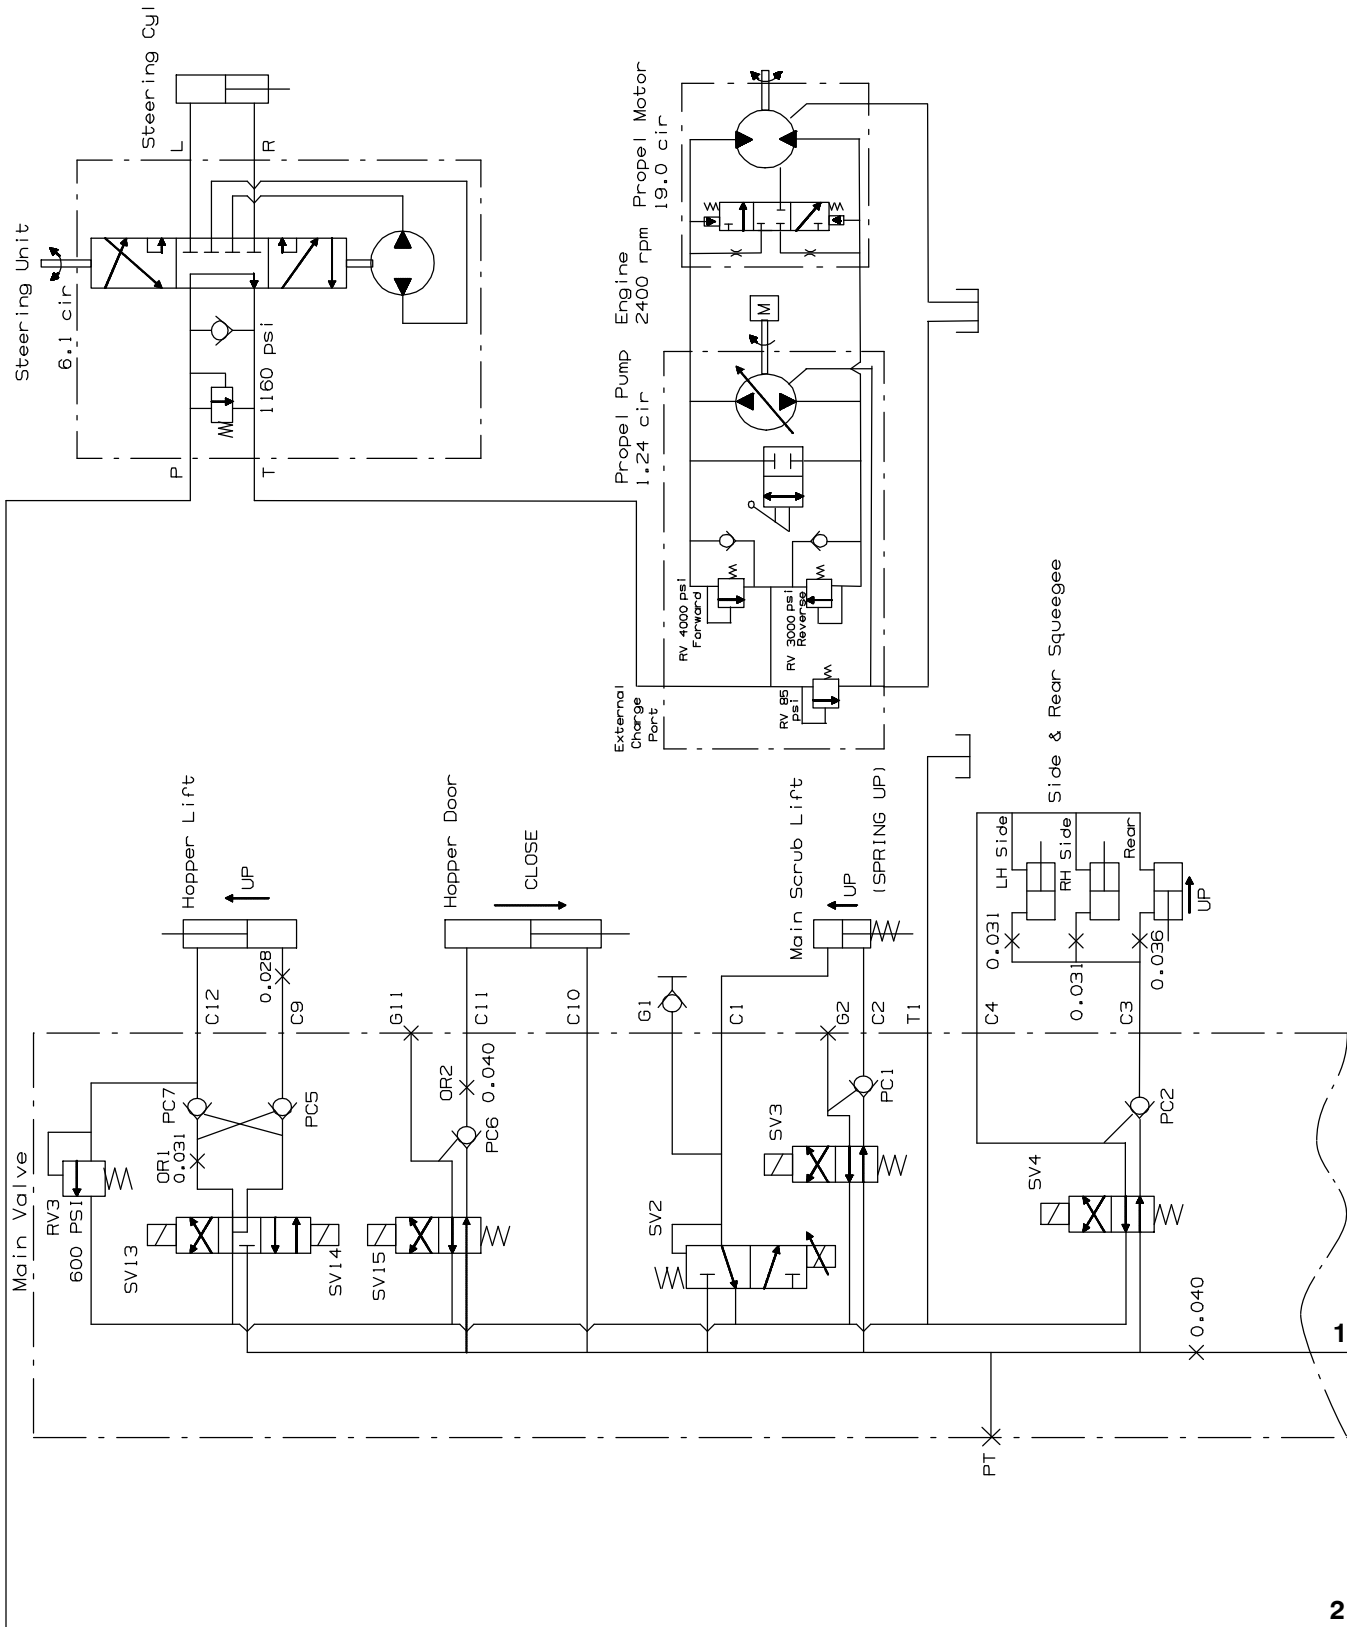 Steering Unit
6.1 cir
Steering Cyl
L
R
P
T
1160 psi
Propel Motor
19.0 cir
Engine
2400 rpm
Propel Pump
1.24 cir
M
RV 4000 psi
Forward
RV 3000 psi
Reverse
RV 85
psi
External
Charge
Port
Main Valve
Hopper Lift
UP
C12
C9
0.028
RV3
600 PSI
OR1
0.031
PC7
PC5
SV13
SV14
Hopper Door
CLOSE
G11
C11
C10
OR2
0.040
PC6
SV15
Main Scrub Lift
UP
(SPRING UP)
G1
C1
G2
C2
T1
PC1
SV3
SV2
Side & Rear Squeegee
LH Side
RH Side
Rear
UP
0.031
0.031
0.036
C4
C3
PC2
SV4
0.040
PT
1
2